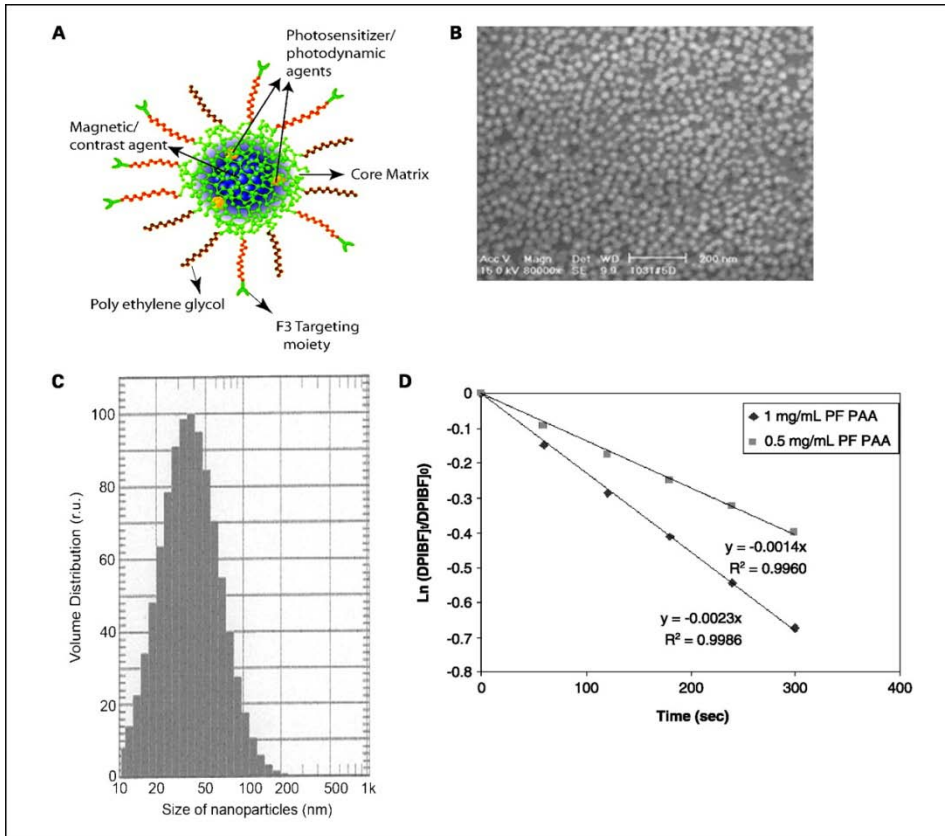 A
Photosensitizer/
photodynamic
agents
Magnetic/
contrast agent
Core Matrix
Poly ethylene glycol
F3 Targeting
moiety
B
Acc V Magn Det WD 200 nm
15.0 kV 80000x SE 9.9 1031#5D
C
Volume Distribution (r.u.)
100
80
60
40
20
0
10 20 50 100 200 500 1k
Size of nanoparticles (nm)
D
Ln (DPIBF]t/DPIBF]0)
0
-0.1
-0.2
-0.3
-0.4
-0.5
-0.6
-0.7
-0.8
1 mg/mL PF PAA
0.5 mg/mL PF PAA
y = -0.0014x
R² = 0.9960
y = -0.0023x
R² = 0.9986
0 100 200 300 400
Time (sec)